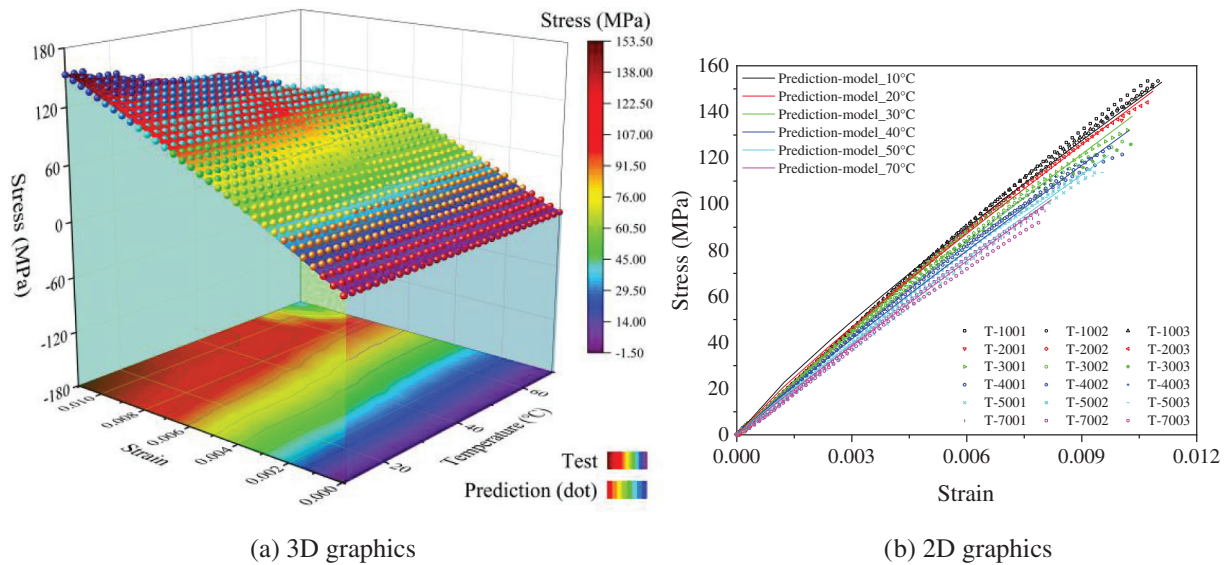 Stress (MPa)
180
120
60
0
-60
-120
-180
Stress (MPa)
153.50
138.00
122.50
107.00
91.50
76.00
60.50
45.00
29.50
14.00
-1.50
0.010
0.008
0.006
0.004
0.002
0.000
Strain
20
40
60
Temperature (°C)
Test
Prediction (dot)
(a) 3D graphics
160
140
120
100
80
60
40
20
0
Stress (MPa)
Prediction-model_10°C
Prediction-model_20°C
Prediction-model_30°C
Prediction-model_40°C
Prediction-model_50°C
Prediction-model_70°C
T-1001 T-1002 T-1003
T-2001 T-2002 T-2003
T-3001 T-3002 T-3003
T-4001 T-4002 T-4003
T-5001 T-5002 T-5003
T-7001 T-7002 T-7003
0.000 0.003 0.006 0.009 0.012
Strain
(b) 2D graphics